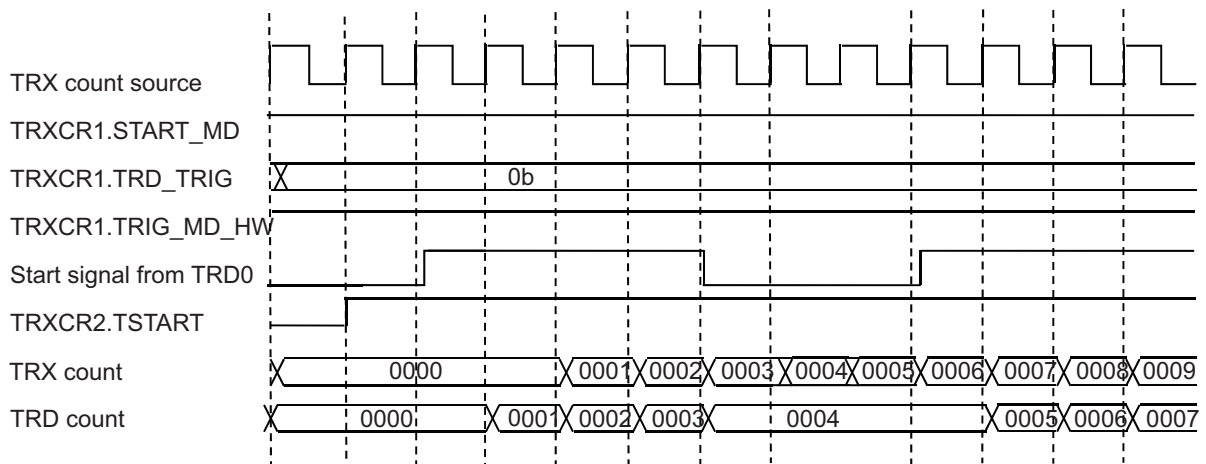 TRX count source
TRXCR1.START_MD
TRXCR1.TRD_TRIG 0b
TRXCR1.TRIG_MD_HW
Start signal from TRD0
TRXCR2.TSTART
TRX count 0000 0001 0002 0003 0004 0005 0006 0007 0008 0009
TRD count 0000 0001 0002 0003 0004 0005 0006 0007